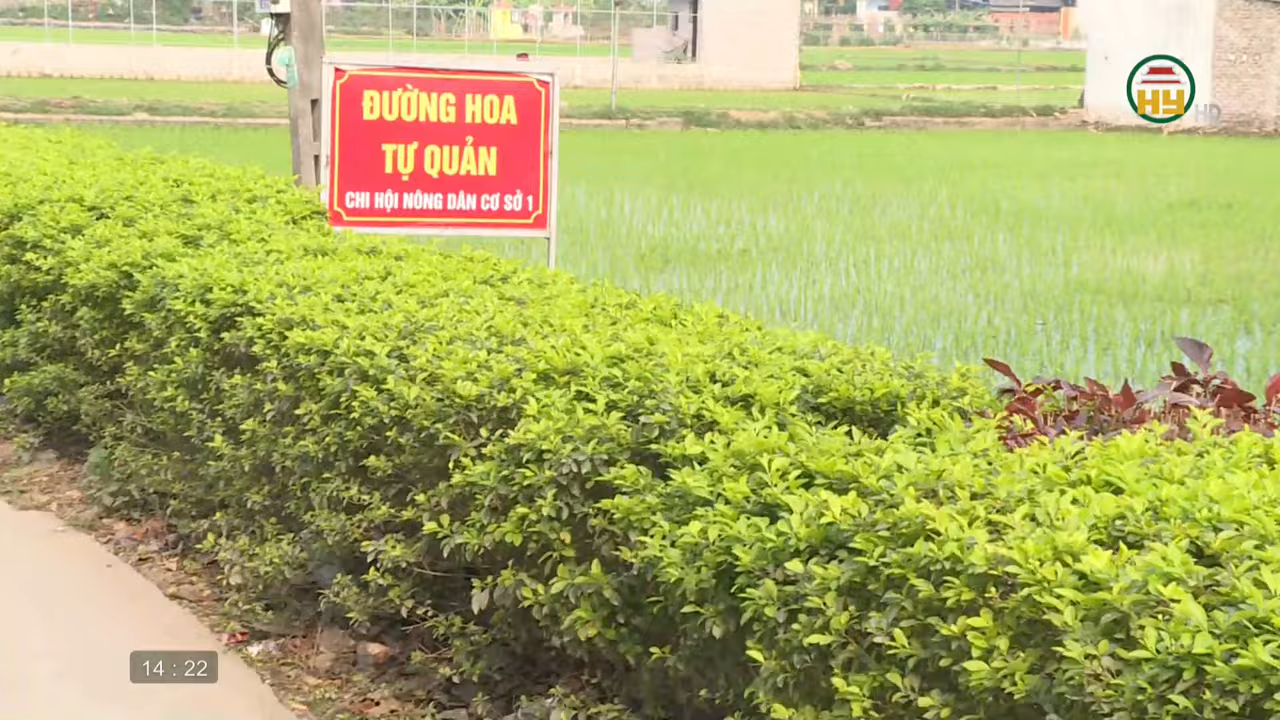 ĐƯỜNG HOA
TỰ QUẢN
CHI HỘI NÔNG DÂN CƠ SỞ 1
HY HD
14 : 22